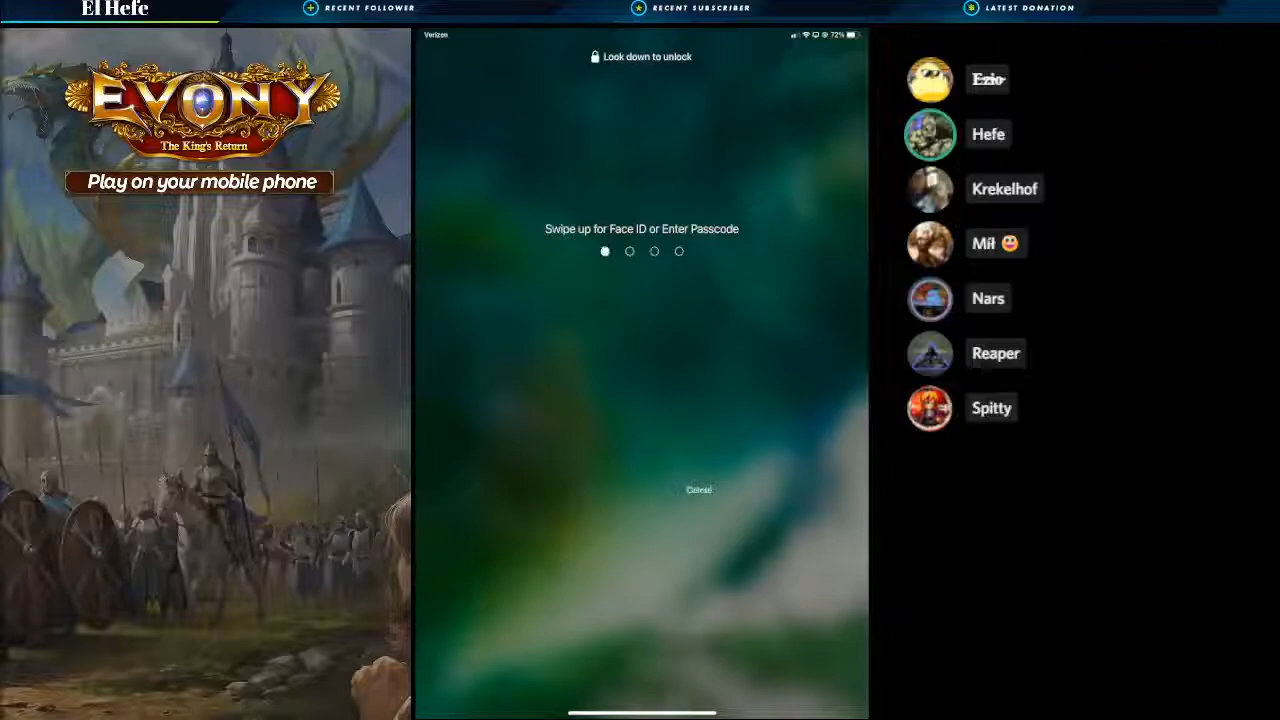 El Hefe
RECENT FOLLOWER
RECENT SUBSCRIBER
LATEST DONATION
EVONY
The King's Return
Play on your mobile phone
Verizon
72%
Look down to unlock
Swipe up for Face ID or Enter Passcode
Ezio
Hefe
Krekelhof
Mił 😀
Nars
Reaper
Spitty